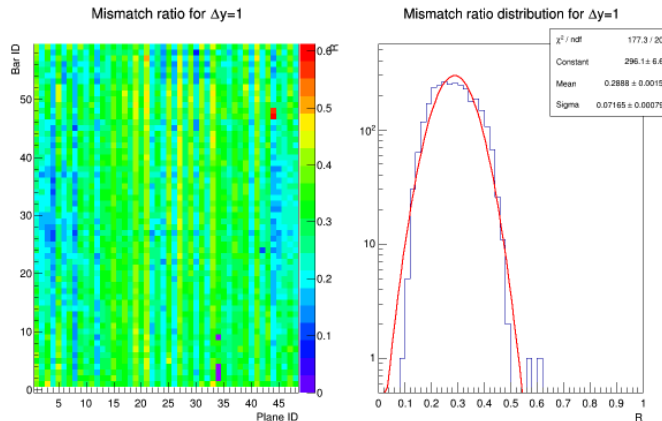 Mismatch ratio for Δy=1
Bar ID
50
40
30
20
10
0
5 10 15 20 25 30 35 40 45
Plane ID
R
0.6
0.5
0.4
0.3
0.2
0.1
0
Mismatch ratio distribution for Δy=1
χ² / ndf 177.3 / 20
Constant 296.1± 6.6
Mean 0.2888 ± 0.0015
Sigma 0.07165 ± 0.00079
10²
10
1
0 0.1 0.2 0.3 0.4 0.5 0.6 0.7 0.8 0.9 1
R